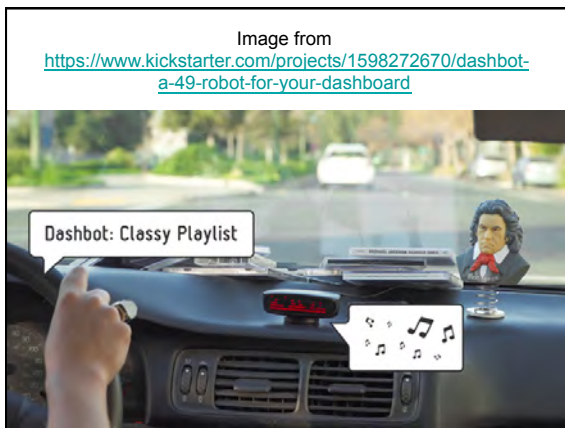 Image from
https://www.kickstarter.com/projects/1598272670/dashbot-
a-49-robot-for-your-dashboard
Dashbot: Classy Playlist